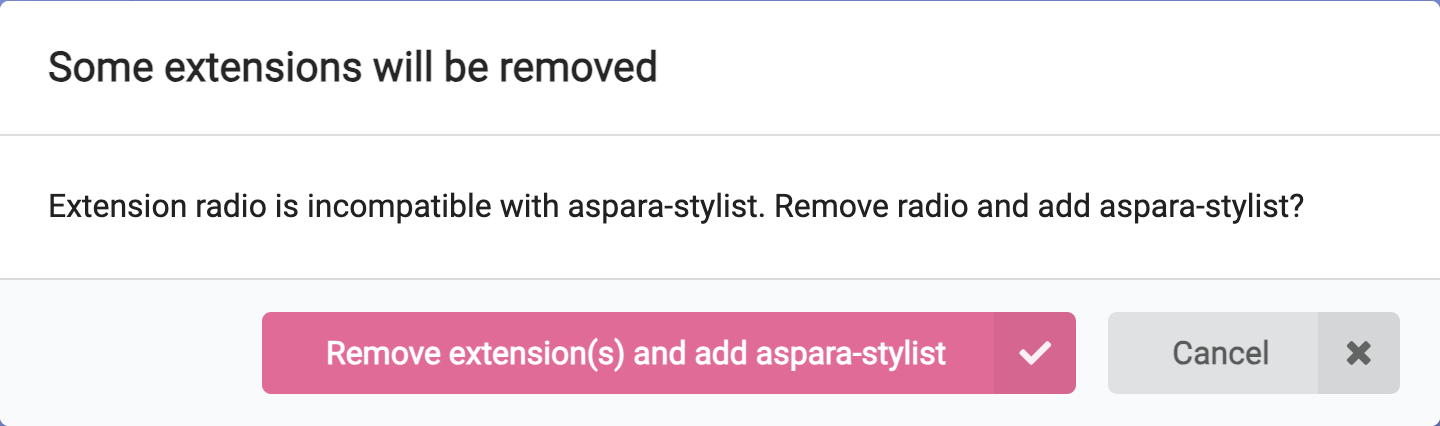 Some extensions will be removed
Extension radio is incompatible with aspara-stylist. Remove radio and add aspara-stylist?
Remove extension(s) and add aspara-stylist
Cancel